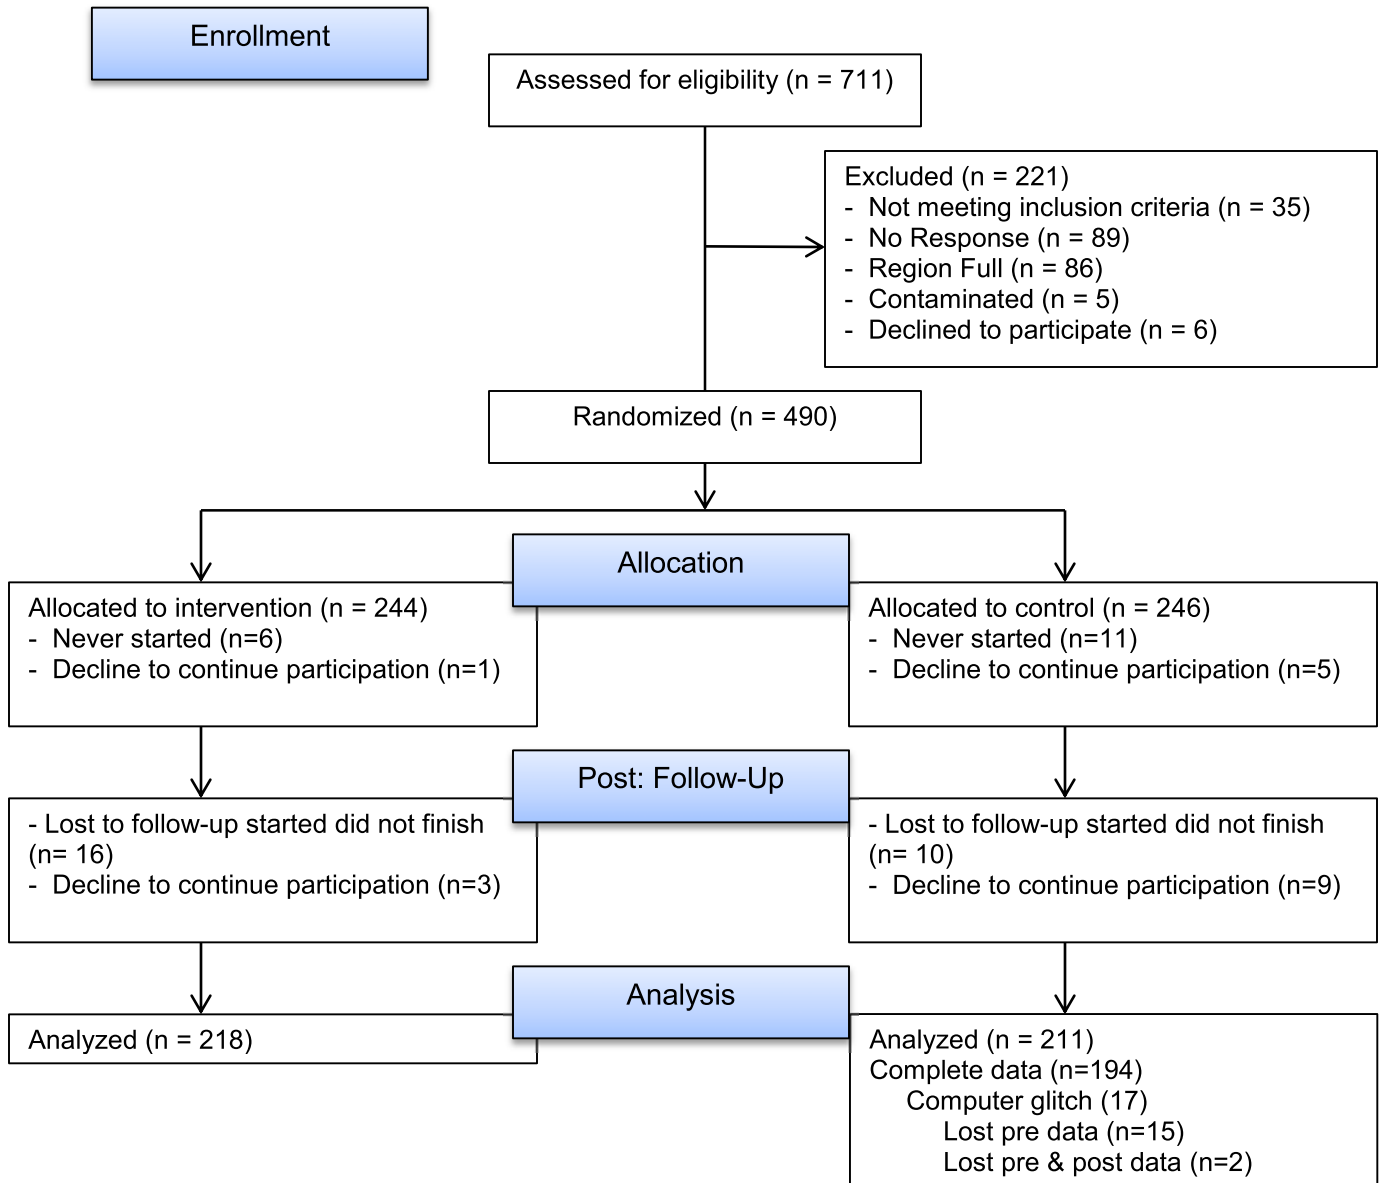 Enrollment
Assessed for eligibility (n = 711)
Excluded (n = 221)
- Not meeting inclusion criteria (n = 35)
- No Response (n = 89)
- Region Full (n = 86)
- Contaminated (n = 5)
- Declined to participate (n = 6)
Randomized (n = 490)
Allocation
Allocated to intervention (n = 244)
- Never started (n=6)
- Decline to continue participation (n=1)
Allocated to control (n = 246)
- Never started (n=11)
- Decline to continue participation (n=5)
Post: Follow-Up
- Lost to follow-up started did not finish
(n= 16)
- Decline to continue participation (n=3)
- Lost to follow-up started did not finish
(n= 10)
- Decline to continue participation (n=9)
Analysis
Analyzed (n = 218)
Analyzed (n = 211)
Complete data (n=194)
Computer glitch (17)
Lost pre data (n=15)
Lost pre & post data (n=2)